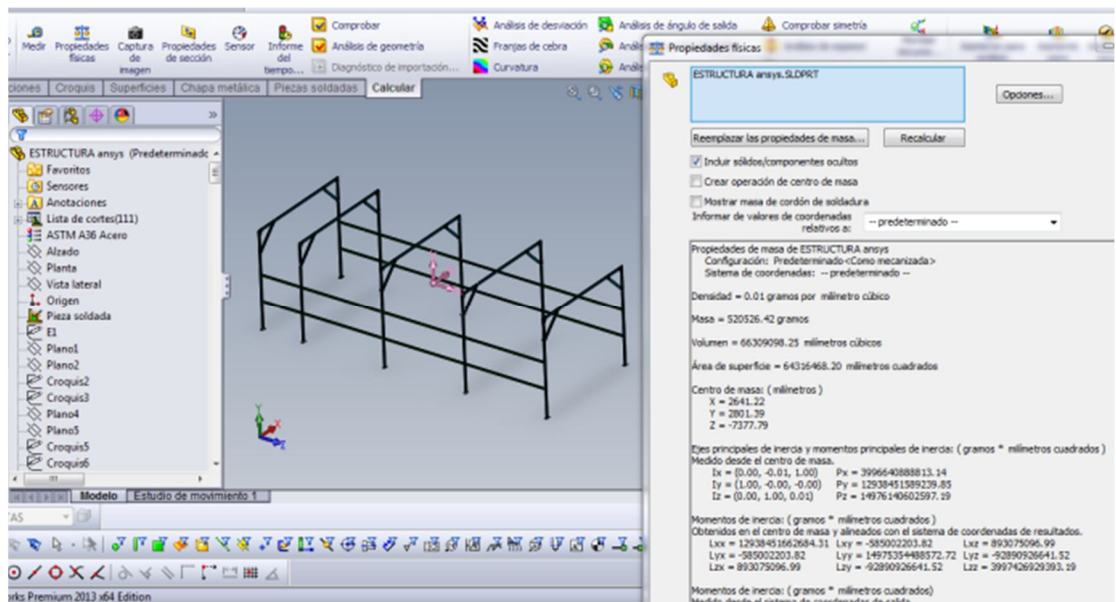 Medir
Propiedades físicas
Captura de imagen
Propiedades de sección
Sensor
Informe del tiempo...
Comprobar
Análisis de geometría
Diagnóstico de importación...
Análisis de desviación
Franjas de cebra
Curvatura
Análisis de ángulo de salida
Comprobar simetría
ciones Croquis Superficies Chapa metálica Piezas soldadas Calcular
ESTRUCTURA ansys (Predeterminado
Favoritos
Sensores
Anotaciones
Lista de cortes(111)
ASTM A36 Acero
Alzado
Planta
Vista lateral
Origen
Pieza soldada
E1
Plano1
Plano2
Croquis2
Croquis3
Plano4
Plano5
Croquis5
Croquis6
Modelo Estudio de movimiento 1
rks Premium 2013 x64 Edition
Propiedades físicas
ESTRUCTURA ansys.SLDPRT
Opciones...
Reemplazar las propiedades de masa... Recalcular
Incluir sólidos/componentes ocultos
Crear operación de centro de masa
Mostrar masa de cordón de soldadura
Informar de valores de coordenadas
relativos a: -- predeterminado --
Propiedades de masa de ESTRUCTURA ansys
Configuración: Predeterminado<Como mecanizada>
Sistema de coordenadas: -- predeterminado --
Densidad = 0.01 gramos por milímetro cúbico
Masa = 520526.42 gramos
Volumen = 66309098.25 milímetros cúbicos
Área de superficie = 64316468.20 milímetros cuadrados
Centro de masa: ( milímetros )
X = 2641.22
Y = 2801.39
Z = -7377.79
Ejes principales de inercia y momentos principales de inercia: ( gramos * milímetros cuadrados )
Medido desde el centro de masa.
Ix = (0.00, -0.01, 1.00) Px = 3996640888813.14
Iy = (1.00, -0.00, -0.00) Py = 12938451589239.85
Iz = (0.00, 1.00, 0.01) Pz = 14976140602597.19
Momentos de inercia: ( gramos * milímetros cuadrados )
Obtenidos en el centro de masa y alineados con el sistema de coordenadas de resultados.
Lxx = 12938451662684.31 Lxy = -585002203.82 Lxz = 893075096.99
Lyx = -585002203.82 Lyy = 14975354488572.72 Lyz = -92890926641.52
Lzx = 893075096.99 Lzy = -92890926641.52 Lzz = 3997426929393.19
Momentos de inercia: ( gramos * milímetros cuadrados)
Medido desde el sistema de coordenadas de salida.